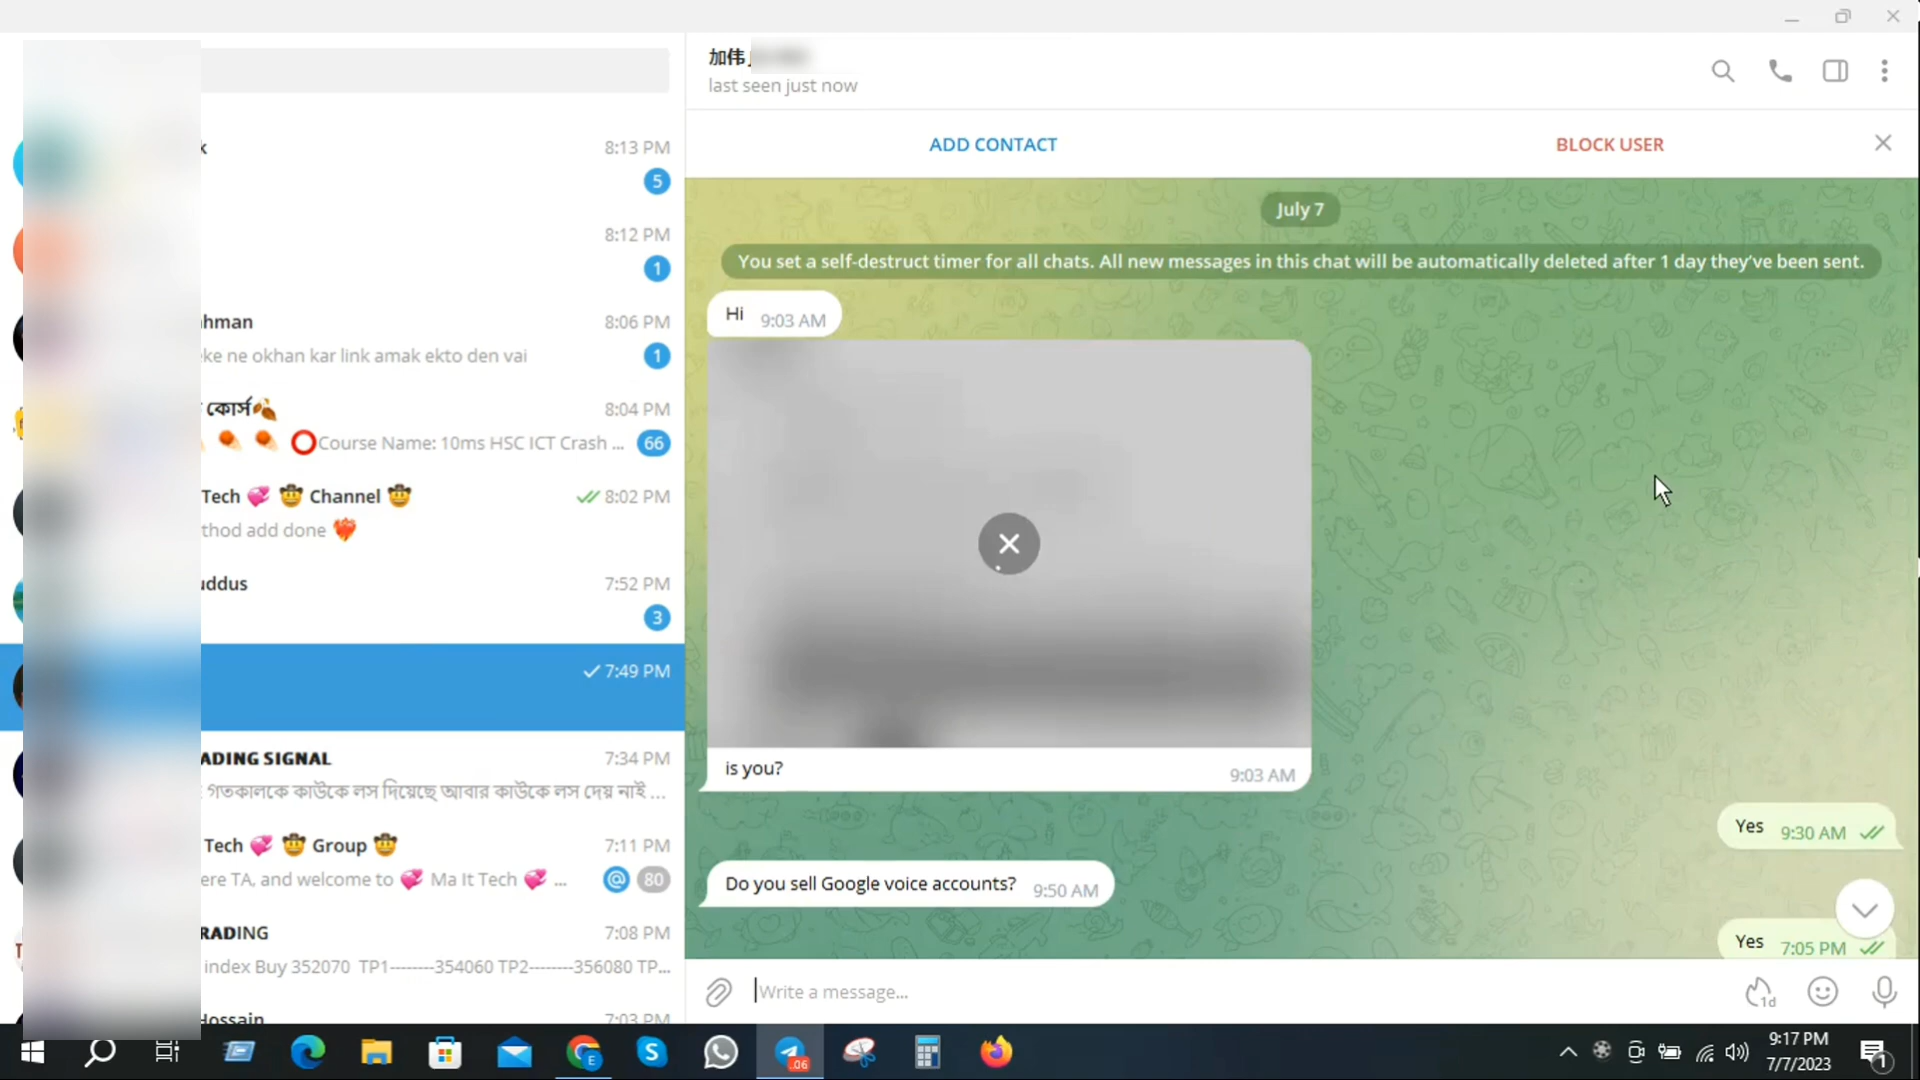 加伟
last seen just now
ADD CONTACT
BLOCK USER
k
8:13 PM
5
8:12 PM
1
hman
8:06 PM
eke ne okhan kar link amak ekto den vai
1
কোর্স
8:04 PM
Course Name: 10ms HSC ICT Crash ...
66
Tech 💞 🤠 Channel 🤠
8:02 PM
thod add done ❤️‍🔥
uddus
7:52 PM
3
7:49 PM
ADING SIGNAL
7:34 PM
গতকালকে কাউকে লস দিয়েছে আবার কাউকে লস দেয় নাই ...
Tech 💞 🤠 Group 🤠
7:11 PM
ere TA, and welcome to 💞 Ma It Tech 💞 ...
@ 80
RADING
7:08 PM
index Buy 352070 TP1--------354060 TP2--------356080 TP...
Hossain
7:03 PM
July 7
You set a self-destruct timer for all chats. All new messages in this chat will be automatically deleted after 1 day they've been sent.
Hi 9:03 AM
is you? 9:03 AM
Yes 9:30 AM
Do you sell Google voice accounts? 9:50 AM
Yes 7:05 PM
Write a message...
1d
E
S
06
9:17 PM
7/7/2023
1